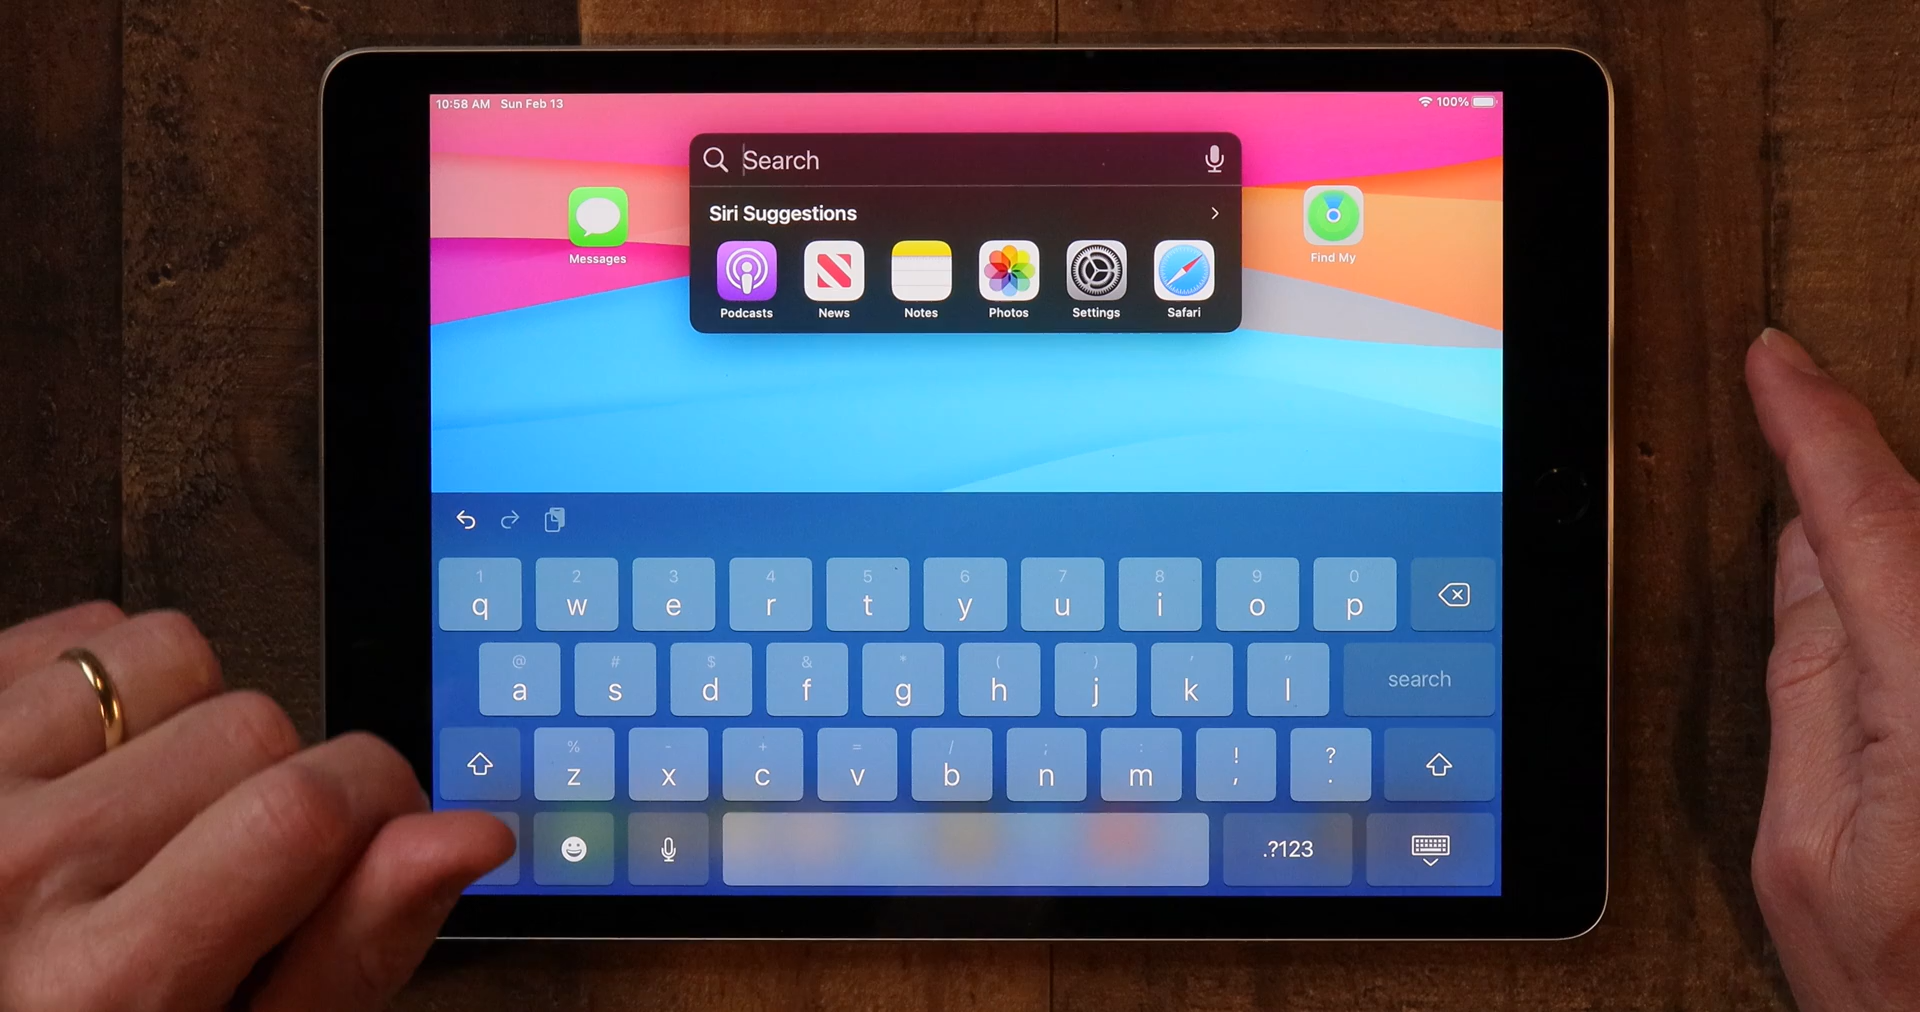 10:58 AM Sun Feb 13
100%
Search
Siri Suggestions
Messages
Find My
Podcasts News Notes Photos Settings Safari
1 2 3 4 5 6 7 8 9 0
q w e r t y u i o p
@ # $ & * ( ) ' "
a s d f g h j k l search
% - + = / ; : ! ?
z x c v b n m , .
.?123